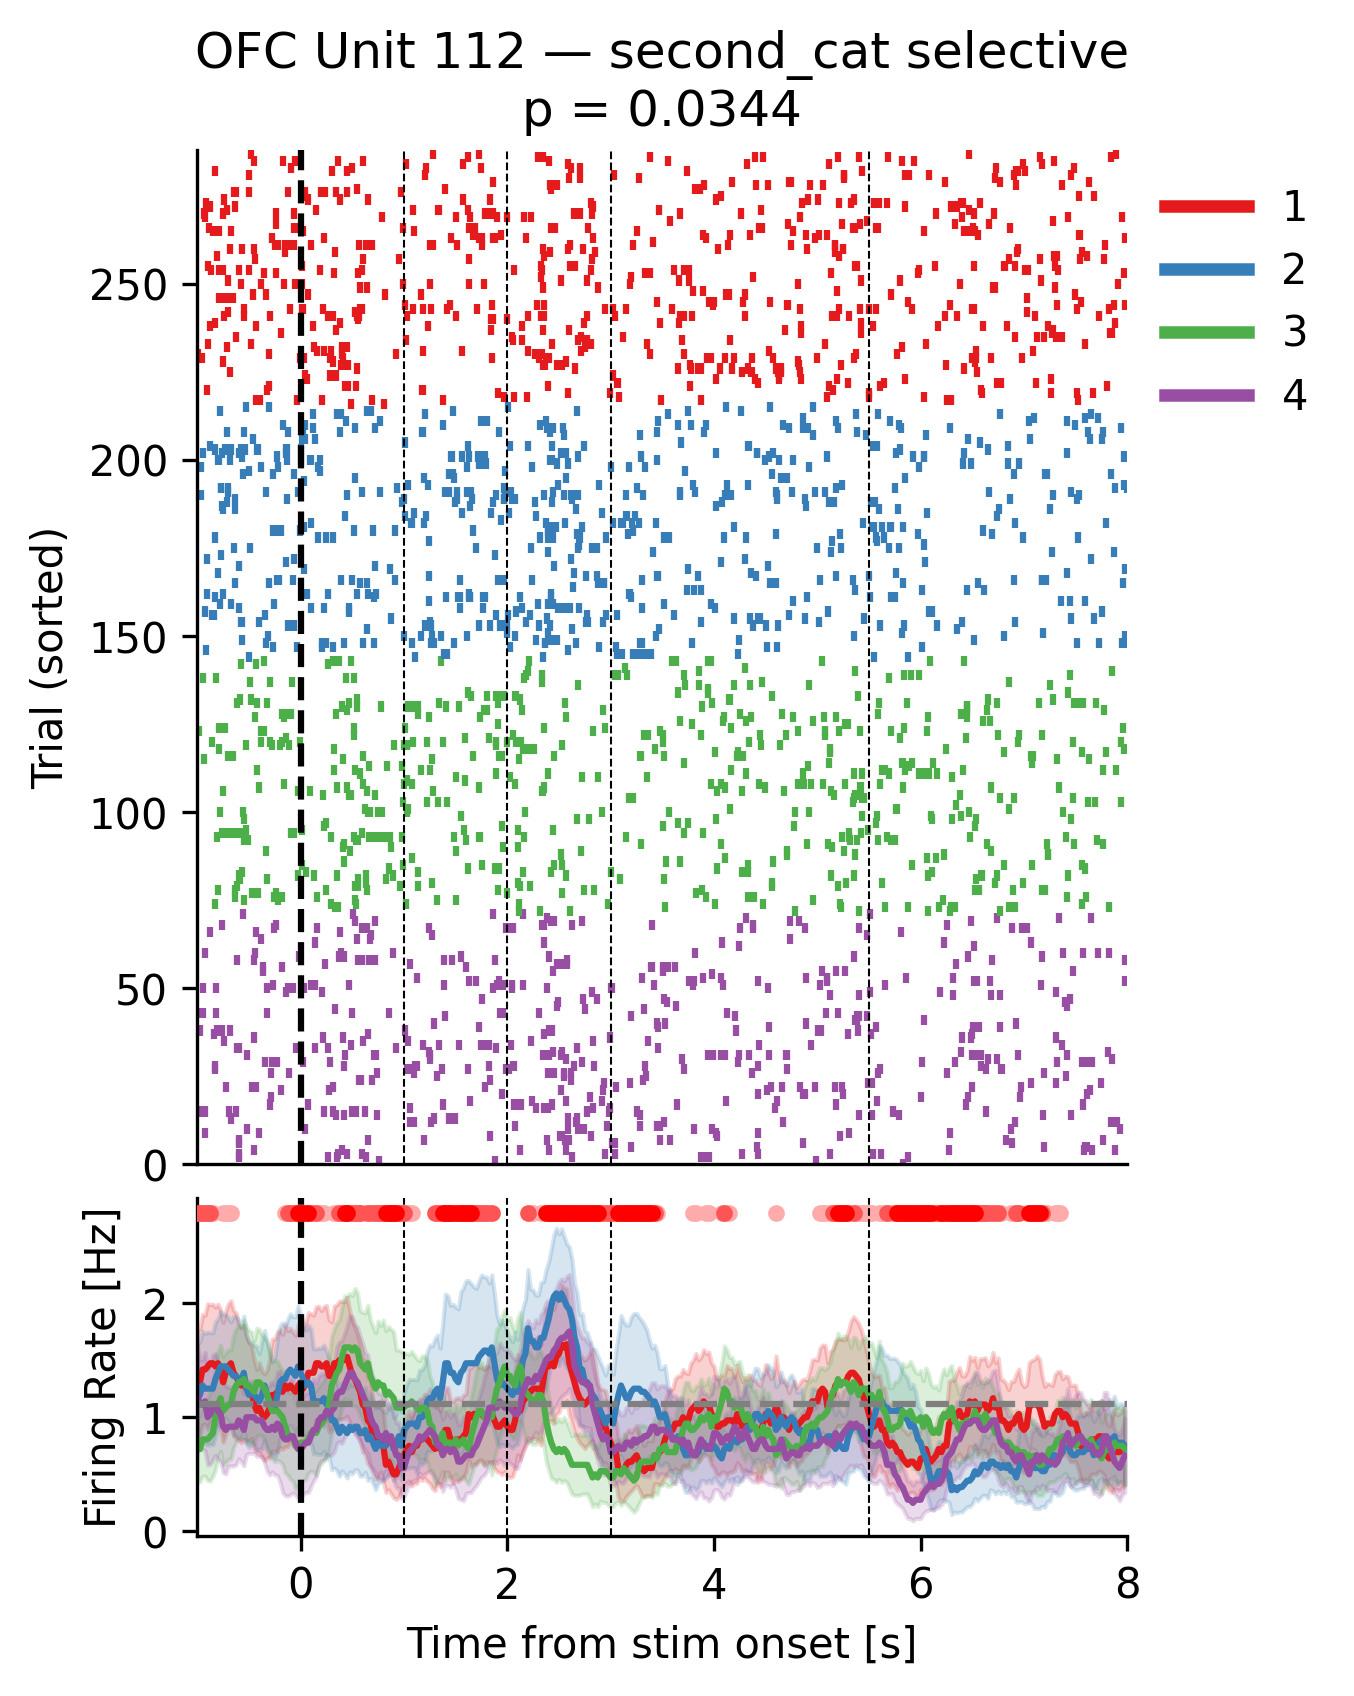 OFC Unit 112 — second_cat selective
p = 0.0344
1
2
3
4
Trial (sorted)
250
200
150
100
50
0
Firing Rate [Hz]
2
1
0
0 2 4 6 8
Time from stim onset [s]